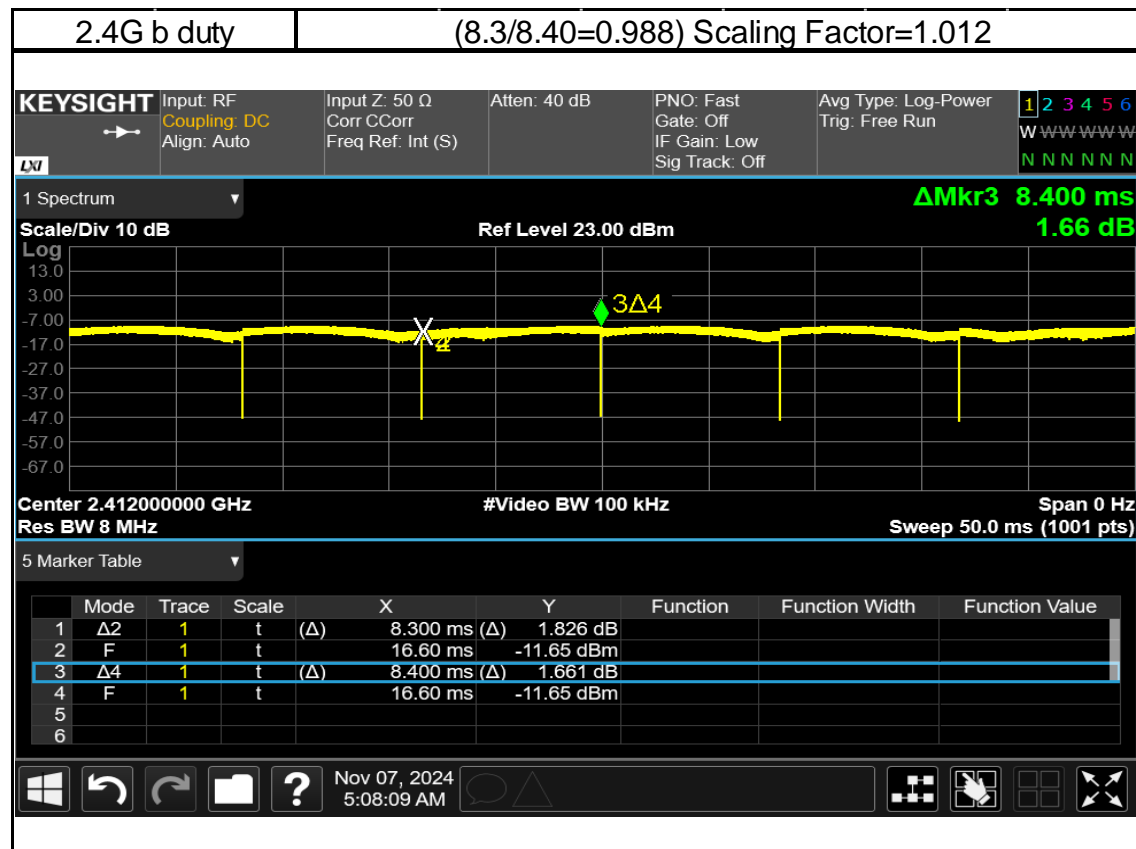 2.4G b duty (8.3/8.40=0.988) Scaling Factor=1.012
KEYSIGHT Input: RF Input Z: 50 Ω Atten: 40 dB PNO: Fast Avg Type: Log-Power 1 2 3 4 5 6
Coupling: DC Corr CCorr Gate: Off Trig: Free Run
Align: Auto Freq Ref: Int (S) IF Gain: Low W W W W W W
LXI Sig Track: Off N N N N N N
1 Spectrum ▼ ΔMkr3 8.400 ms
Scale/Div 10 dB Ref Level 23.00 dBm 1.66 dB
Log
13.0
3.00
3Δ4
-7.00
-17.0
-27.0
-37.0
-47.0
-57.0
-67.0
Center 2.412000000 GHz #Video BW 100 kHz Span 0 Hz
Res BW 8 MHz Sweep 50.0 ms (1001 pts)
5 Marker Table ▼
Mode Trace Scale X Y Function Function Width Function Value
1 Δ2 1 t (Δ) 8.300 ms (Δ) 1.826 dB
2 F 1 t 16.60 ms -11.65 dBm
3 Δ4 1 t (Δ) 8.400 ms (Δ) 1.661 dB
4 F 1 t 16.60 ms -11.65 dBm
5
6
? Nov 07, 2024
5:08:09 AM